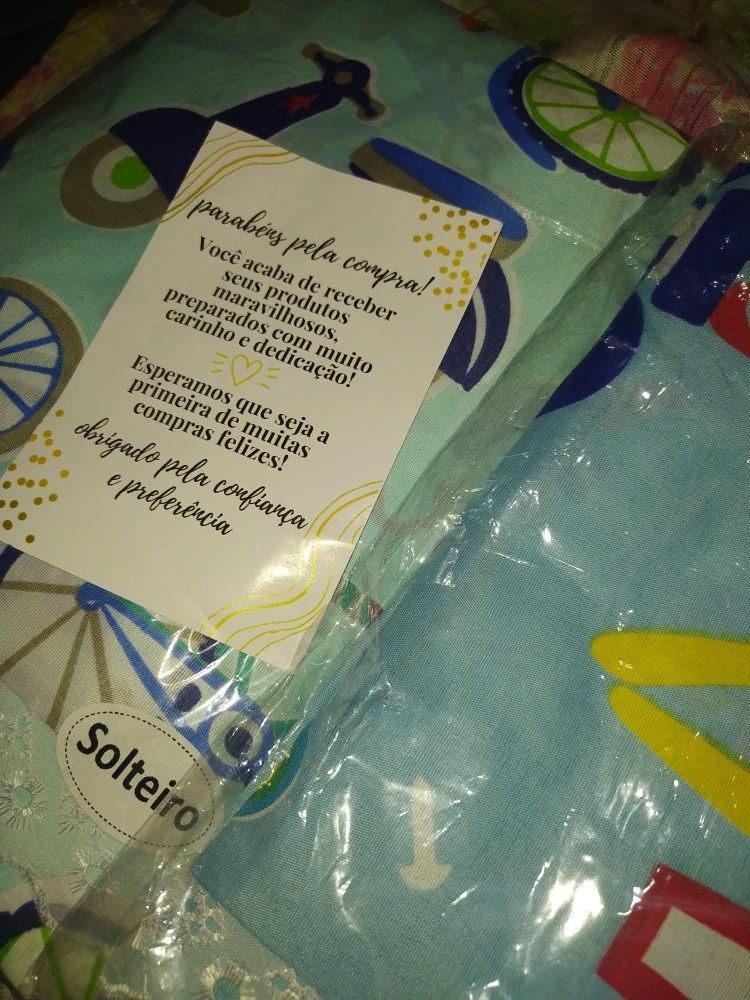 parabéns pela compra!
Você acaba de receber
seus produtos
maravilhosos,
preparados com muito
carinho e dedicação!
Esperamos que seja a
primeira de muitas
compras felizes!
obrigado pela confiança
e preferência
Solteiro